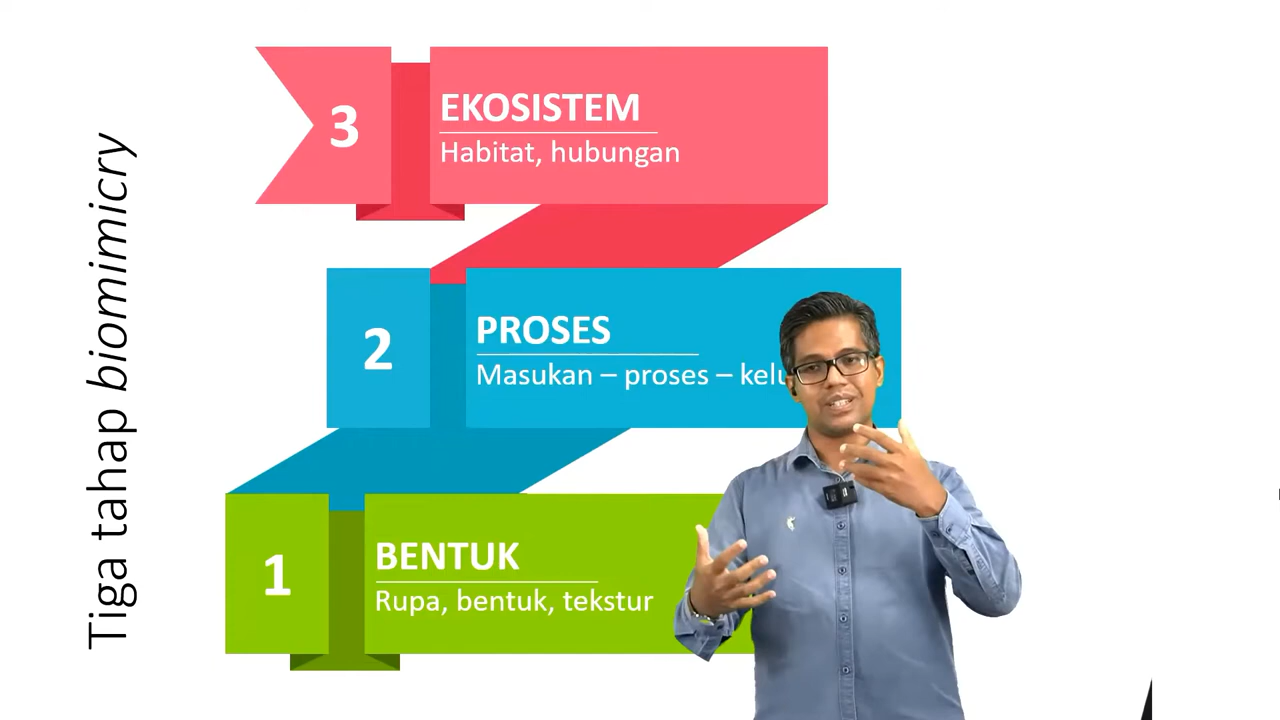 Tiga tahap biomimicry
3
EKOSISTEM
Habitat, hubungan
2
PROSES
Masukan – proses –
1
BENTUK
Rupa, bentuk, tekstur